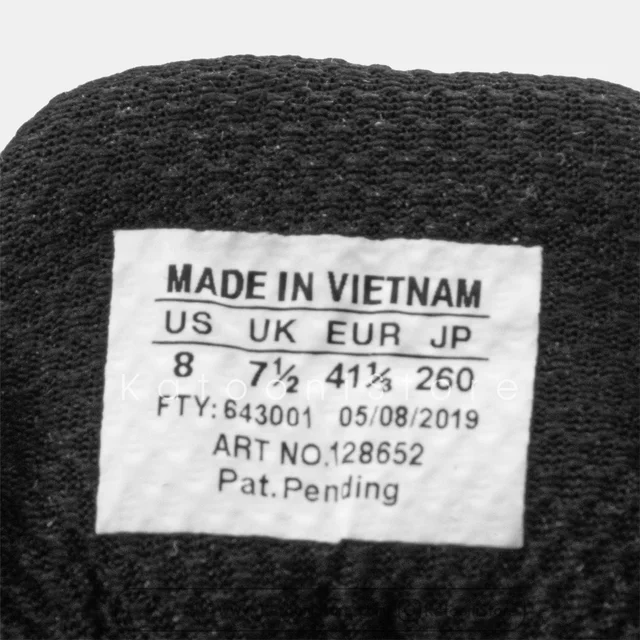 MADE IN VIETNAM
US UK EUR JP
8 7½ 41⅓ 260
Katoonistore
FTY: 643001 05/08/2019
ART NO.128652
Pat.Pending